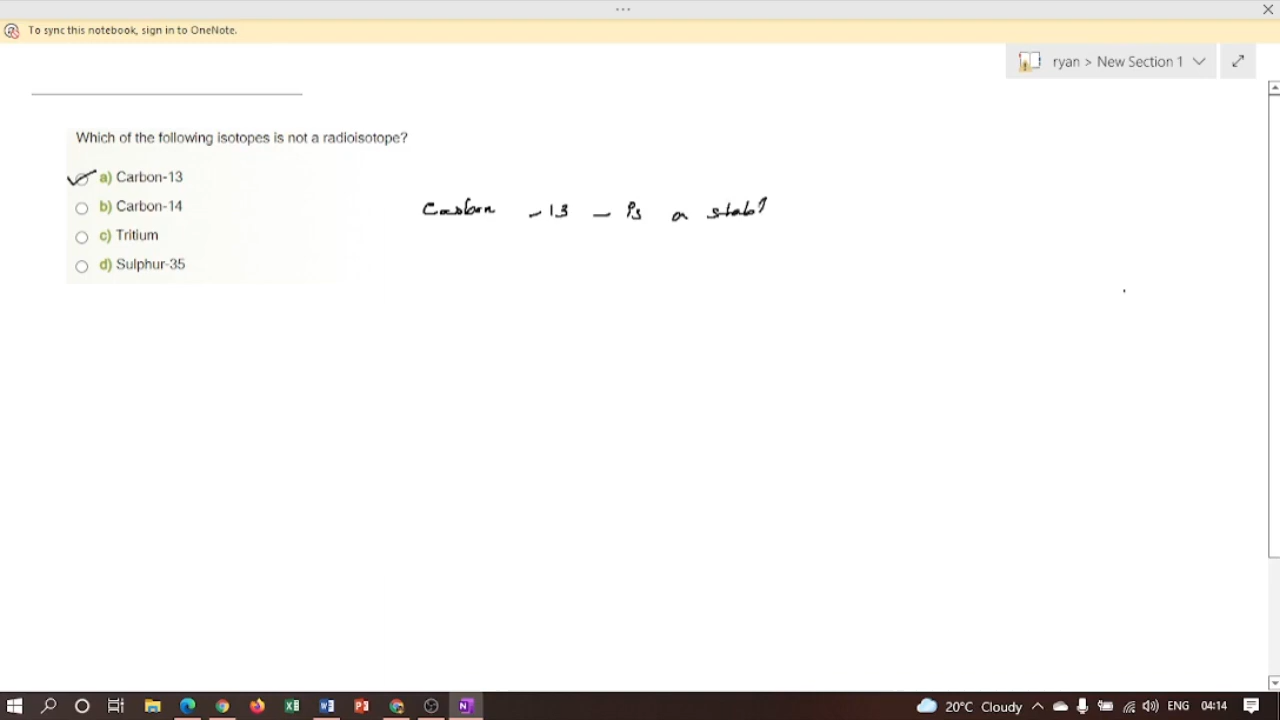 To sync this notebook, sign in to OneNote.
ryan > New Section 1
Which of the following isotopes is not a radioisotope?
a) Carbon-13
b) Carbon-14
Carbon - 13 - is a stab
c) Tritium
d) Sulphur-35
20°C Cloudy
ENG
04:14